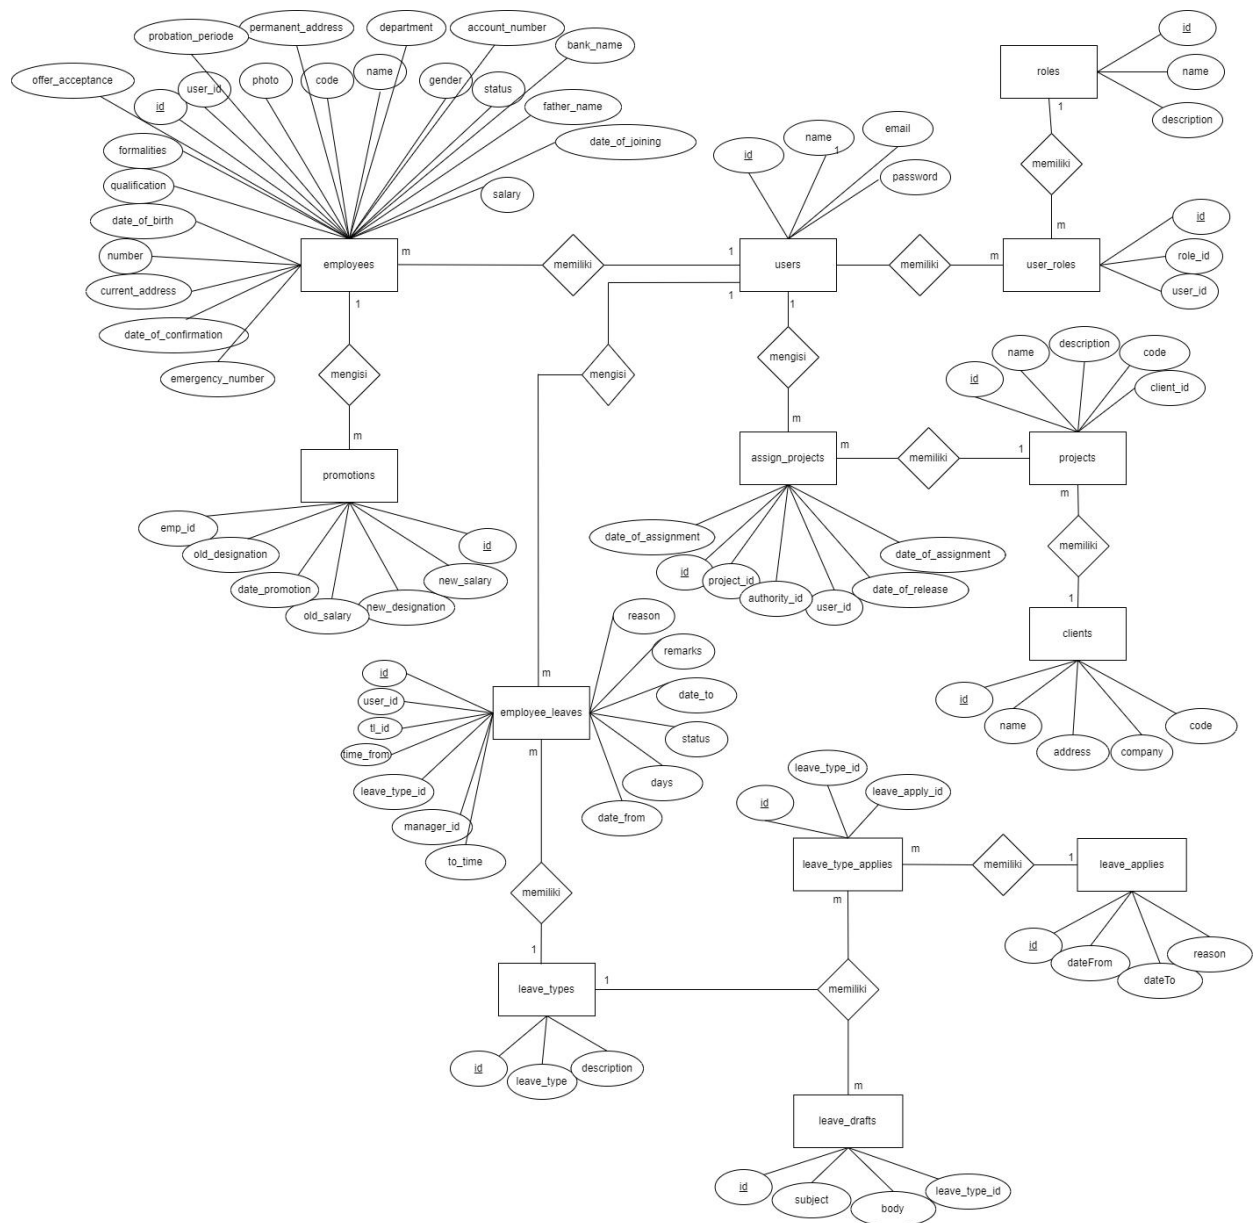 permanent_address
department
account_number
probation_periode
bank_name
offer_acceptance
user_id
photo
code
name
gender
status
id
father_name
date_of_joining
formalities
qualification
salary
date_of_birth
number
current_address
date_of_confirmation
emergency_number
employees
m
memiliki
1
users
id
name
1
email
password
memiliki
m
user_roles
id
role_id
user_id
m
memiliki
1
roles
id
name
description
1
mengisi
m
promotions
emp_id
old_designation
date_promotion
old_salary
new_designation
new_salary
id
1
mengisi
m
1
mengisi
m
assign_projects
date_of_assignment
id
project_id
authority_id
user_id
date_of_release
date_of_assignment
m
memiliki
1
projects
id
name
description
code
client_id
m
memiliki
1
clients
id
name
address
company
code
employee_leaves
id
user_id
tl_id
time_from
leave_type_id
manager_id
to_time
reason
remarks
date_to
status
days
date_from
m
memiliki
1
leave_types
id
leave_type
description
1
memiliki
m
m
leave_type_applies
id
leave_type_id
leave_apply_id
m
memiliki
1
leave_applies
id
dateFrom
dateTo
reason
leave_drafts
id
subject
body
leave_type_id